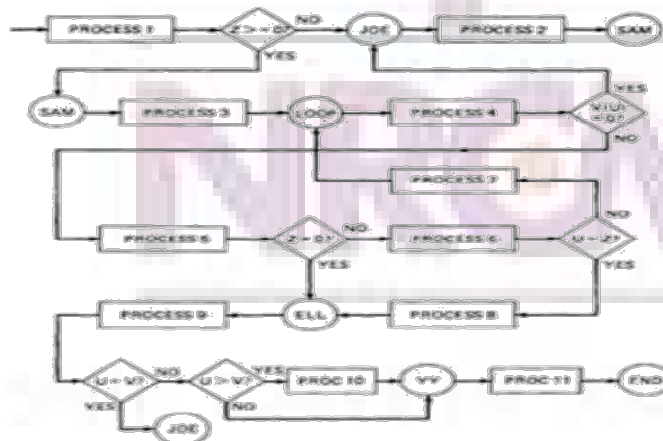 PROCESS 1
NO
JOE
PROCESS 2
SAM
YES
SAM
PROCESS 3
LOOP
PROCESS 4
YES
NO
PROCESS 7
PROCESS 5
Z = 0?
NO
PROCESS 6
U = Z?
NO
YES
YES
PROCESS 9
ELL
PROCESS 8
U = V?
NO
U > V?
YES
PROC 10
YY
PROC 11
END
YES
NO
JOE